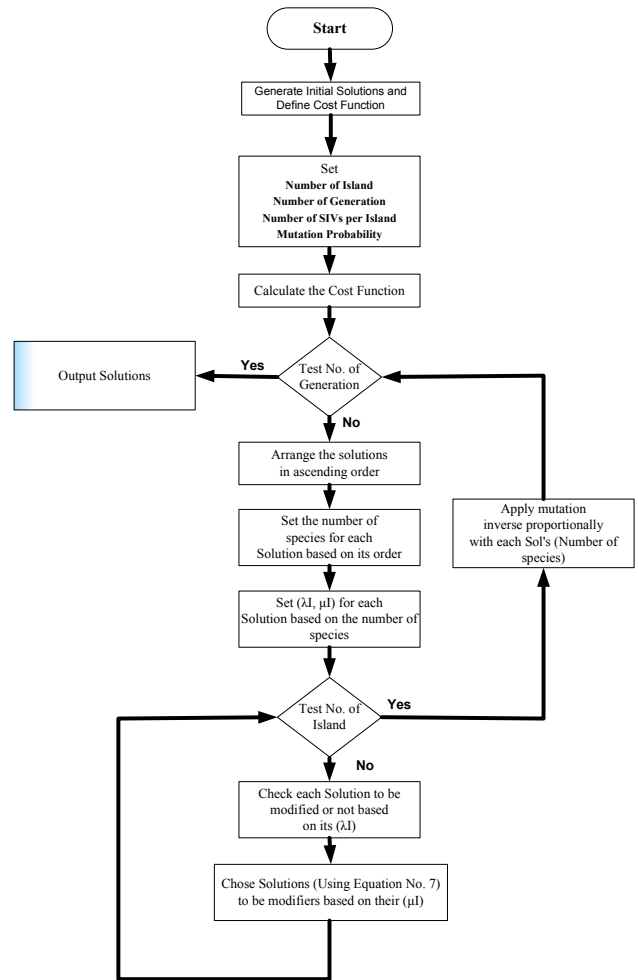 Start
Generate Initial Solutions and
Define Cost Function
Set
Number of Island
Number of Generation
Number of SIVs per Island
Mutation Probability
Calculate the Cost Function
Test No. of
Generation
Yes
Output Solutions
No
Arrange the solutions
in ascending order
Set the number of
species for each
Solution based on its order
Set (λI, μI) for each
Solution based on the number of
species
Test No. of
Island
Yes
Apply mutation
inverse proportionally
with each Sol's (Number of
species)
No
Check each Solution to be
modified or not based
on its (λI)
Chose Solutions (Using Equation No. 7)
to be modifiers based on their (μI)